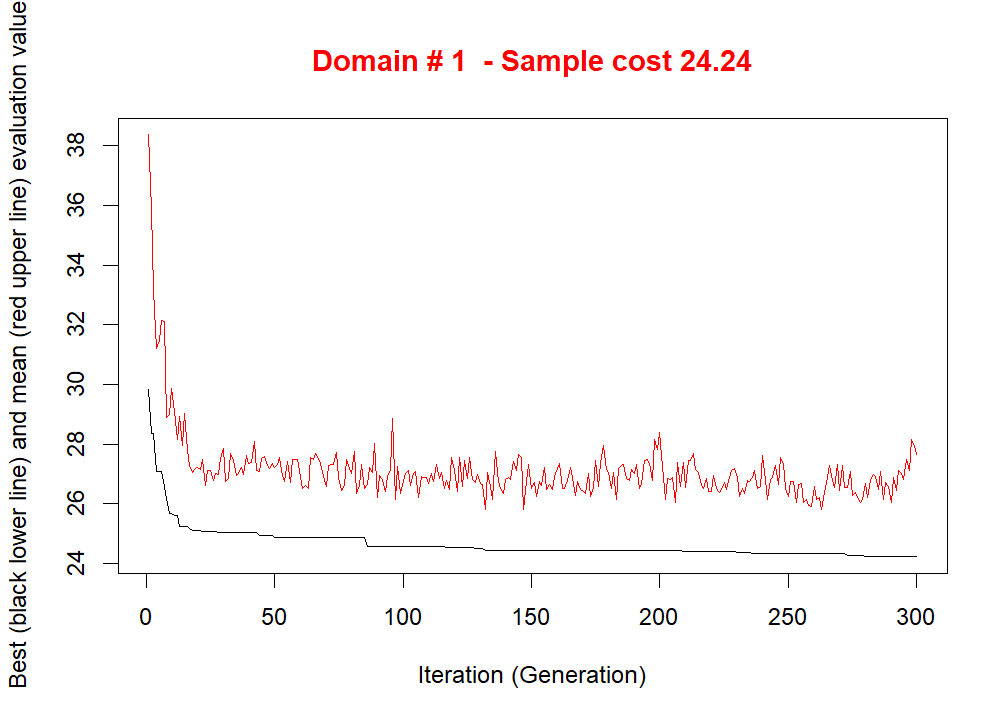 Domain # 1  - Sample cost 24.24
Best (black lower line) and mean (red upper line) evaluation value
38
36
34
32
30
28
26
24
0 50 100 150 200 250 300
Iteration (Generation)